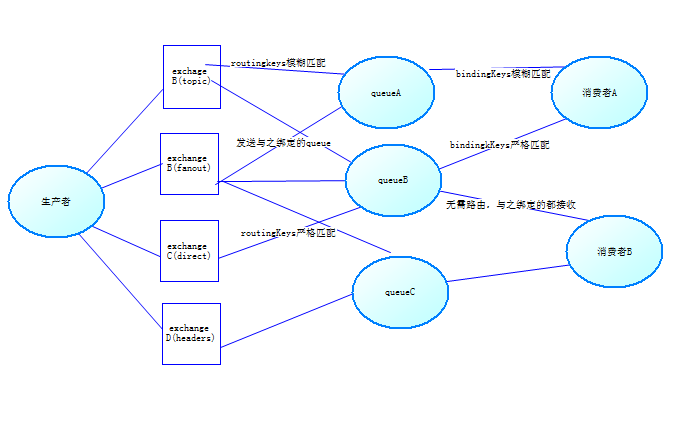 exchage
B(topic)
routingkeys模糊匹配
queueA
bindingKeys模糊匹配
消费者A
exchange
B(fanout)
发送与之绑定的queue
bindingkKeys严格匹配
生产者
queueB
无需路由，与之绑定的都接收
exchange
C(direct)
routingKeys严格匹配
消费者B
queueC
exchange
D(headers)